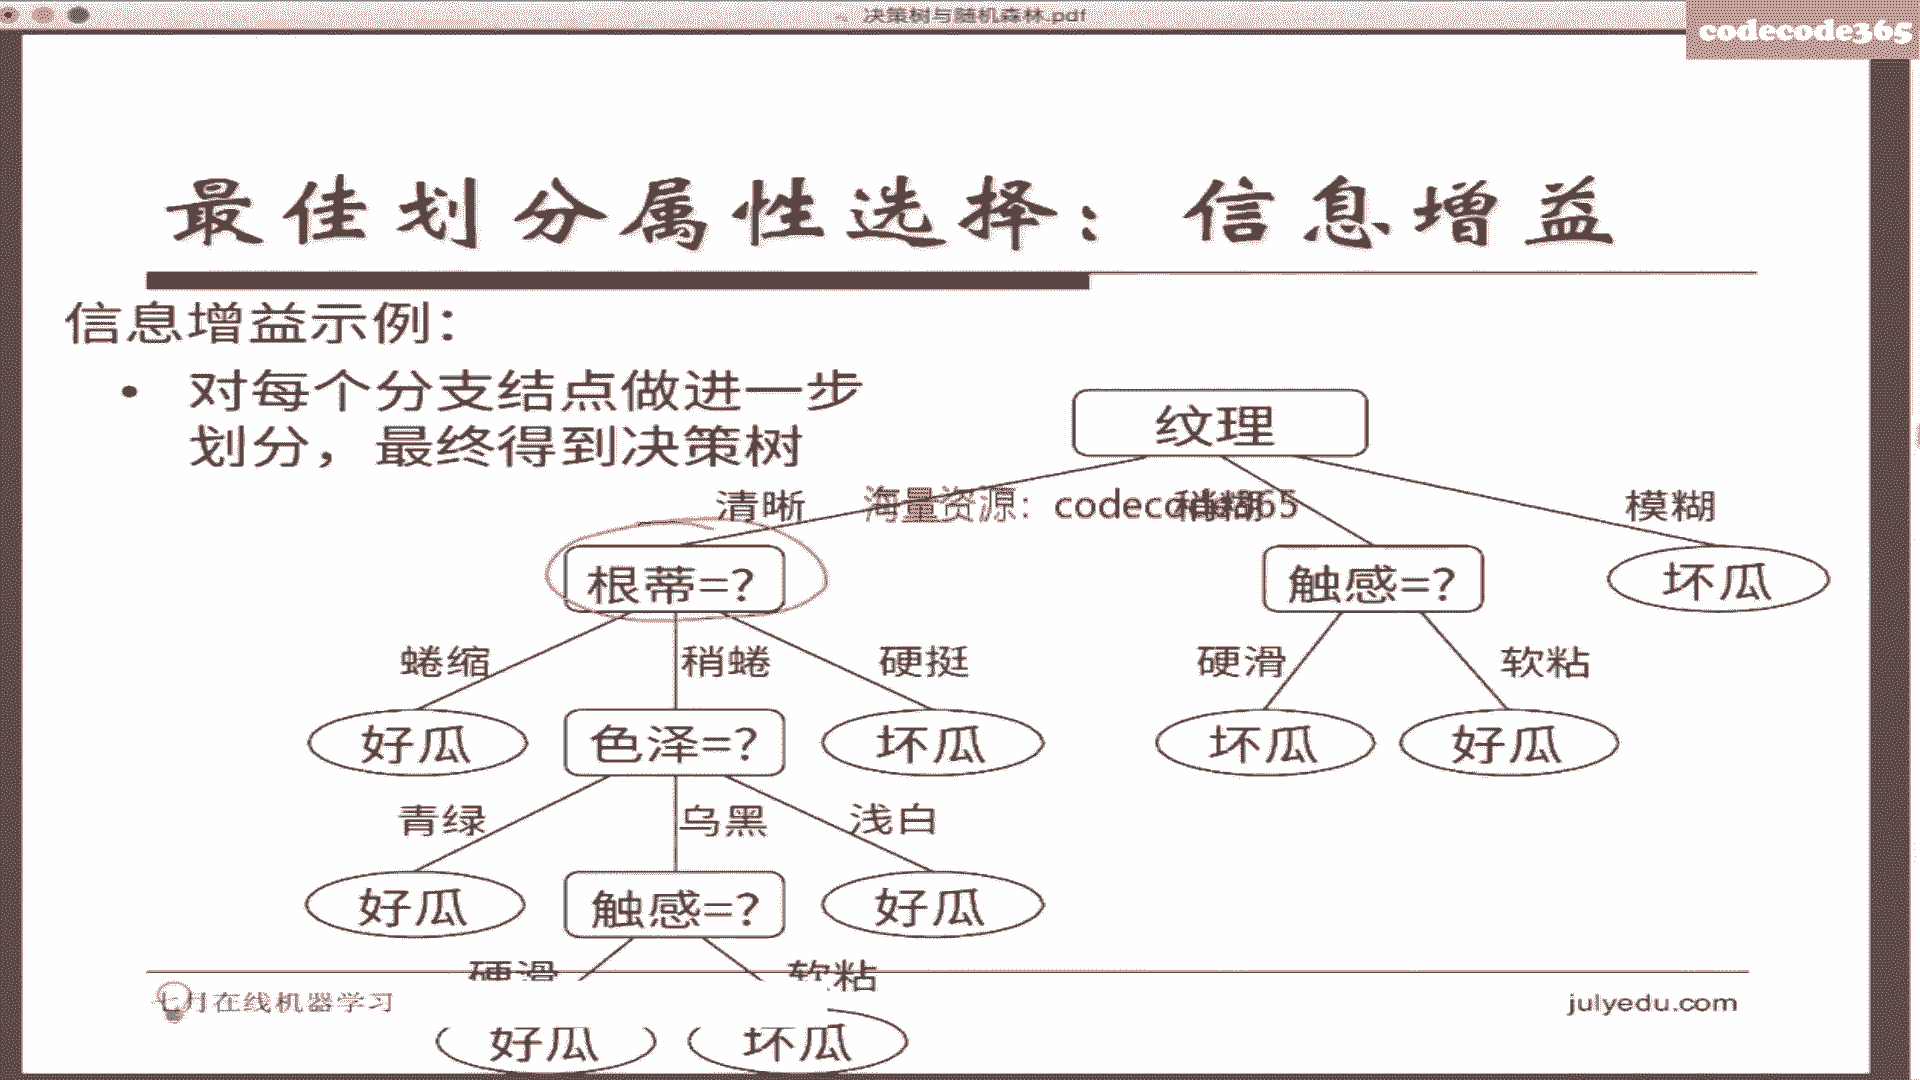 决策树与随机森林.pdf
codecode365
最佳划分属性选择：信息增益
信息增益示例：
• 对每个分支结点做进一步
划分，最终得到决策树
纹理
清晰 稍糊 模糊
海量资源：codecode365
根蒂=? 触感=? 坏瓜
蜷缩 稍蜷 硬挺 硬滑 软粘
好瓜 色泽=? 坏瓜 坏瓜 好瓜
青绿 乌黑 浅白
好瓜 触感=? 好瓜
硬滑 软粘
七月在线机器学习 julyedu.com
好瓜 坏瓜